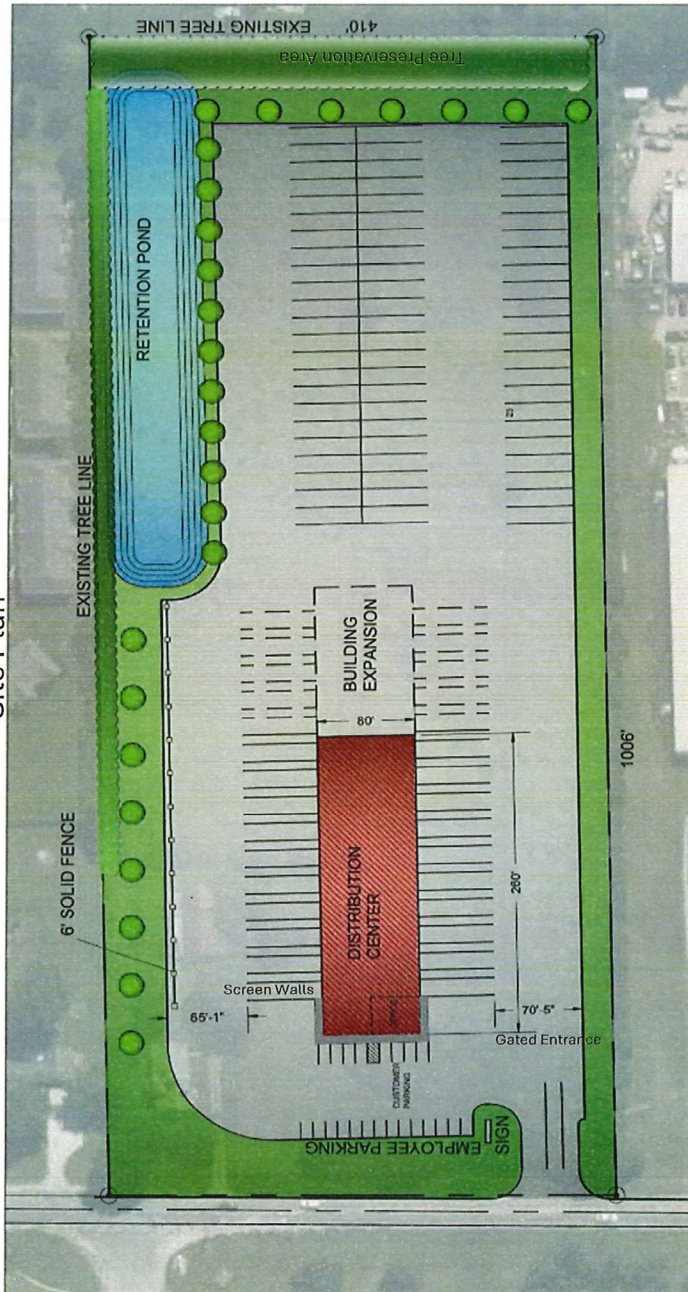 Site Plan
410'
EXISTING TREE LINE
Tree Preservation Area
RETENTION POND
EXISTING TREE LINE
23
6' SOLID FENCE
BUILDING
EXPANSION
80'
1006'
DISTRIBUTION
CENTER
260'
Screen Walls
65'-1"
70'-5"
Gated Entrance
CUSTOMER
PARKING
EMPLOYEE PARKING
SIGN